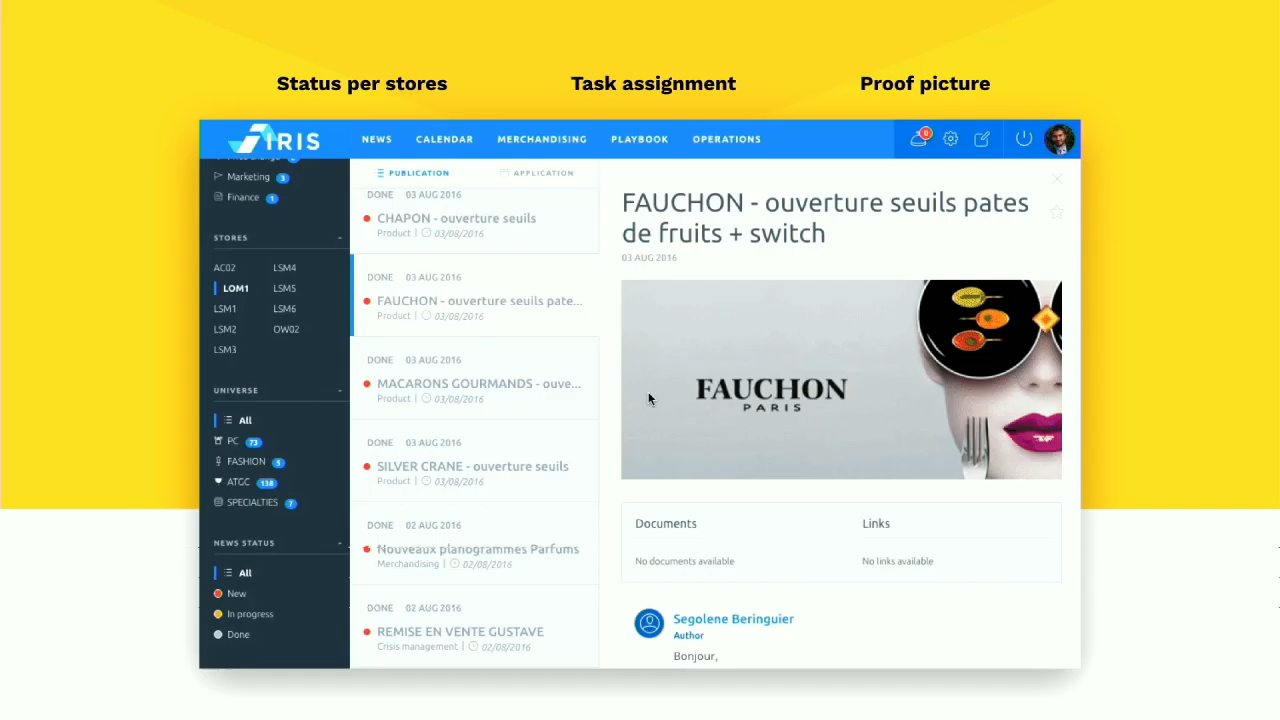 Status per stores
Task assignment
Proof picture
IRIS
NEWS
CALENDAR
MERCHANDISING
PLAYBOOK
OPERATIONS
0
Marketing 3
Finance 1
STORES -
AC02
LSM4
LOM1
LSM5
LSM1
LSM6
LSM2
OW02
LSM3
UNIVERSE -
All
PC 73
FASHION 5
ATGC 138
SPECIALTIES 7
NEWS STATUS -
All
New
In progress
Done
PUBLICATION
APPLICATION
DONE 03 AUG 2016
CHAPON - ouverture seuils
Product | 03/08/2016
DONE 03 AUG 2016
FAUCHON - ouverture seuils pate...
Product | 03/08/2016
DONE 03 AUG 2016
MACARONS GOURMANDS - ouve...
Product | 03/08/2016
DONE 03 AUG 2016
SILVER CRANE - ouverture seuils
Product | 03/08/2016
DONE 02 AUG 2016
Nouveaux planogrammes Parfums
Merchandising | 02/08/2016
DONE 02 AUG 2016
REMISE EN VENTE GUSTAVE
Crisis management | 02/08/2016
FAUCHON - ouverture seuils pates
de fruits + switch
03 AUG 2016
FAUCHON
PARIS
Documents
Links
No documents available
No links available
Segolene Beringuier
Author
Bonjour,